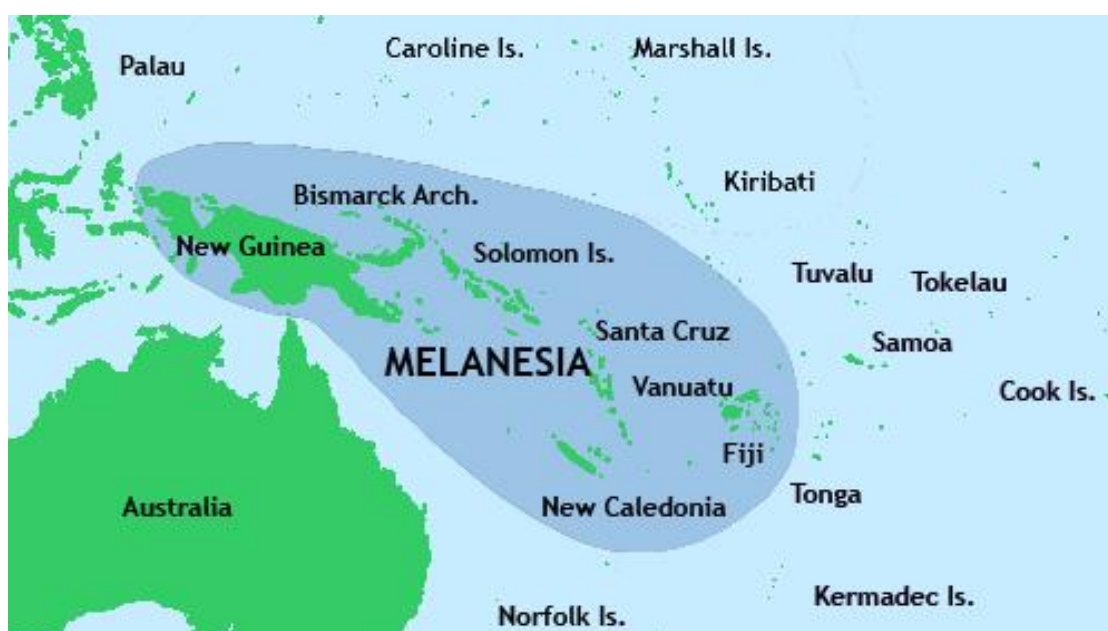 Caroline Is.
Marshall Is.
Palau
Kiribati
Bismarck Arch.
New Guinea
Solomon Is.
Tuvalu
Tokelau
Santa Cruz
Samoa
MELANESIA
Vanuatu
Cook Is.
Fiji
Tonga
Australia
New Caledonia
Kermadec Is.
Norfolk Is.